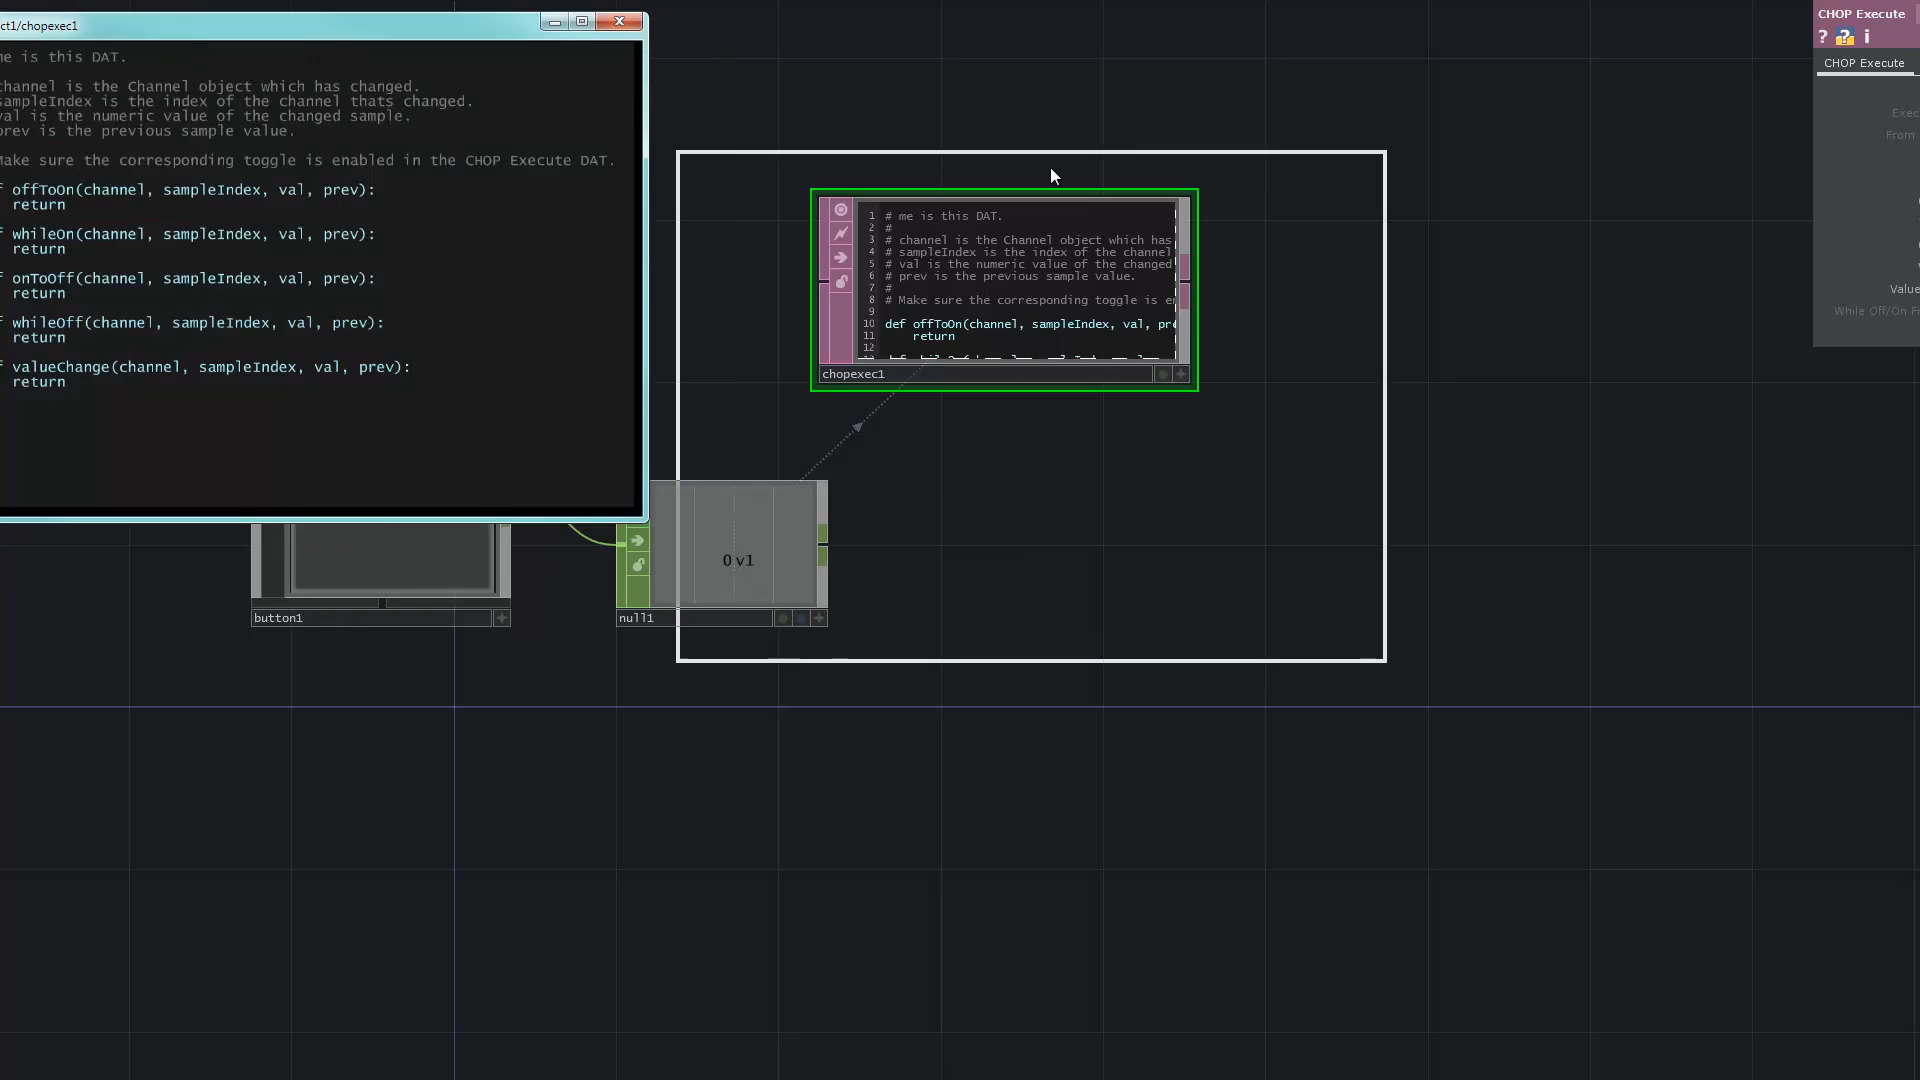 ct1/chopexec1
me is this DAT.
channel is the Channel object which has changed.
sampleIndex is the index of the channel thats changed.
val is the numeric value of the changed sample.
prev is the previous sample value.
Make sure the corresponding toggle is enabled in the CHOP Execute DAT.
f offToOn(channel, sampleIndex, val, prev):
return
f whileOn(channel, sampleIndex, val, prev):
return
f onToOff(channel, sampleIndex, val, prev):
return
f whileOff(channel, sampleIndex, val, prev):
return
f valueChange(channel, sampleIndex, val, prev):
return
1 # me is this DAT.
2 #
3 # channel is the Channel object which has
4 # sampleIndex is the index of the channel
5 # val is the numeric value of the changed
6 # prev is the previous sample value.
7 #
8 # Make sure the corresponding toggle is e
9
10 def offToOn(channel, sampleIndex, val, pr
11 return
12
chopexec1
0 v1
button1
null1
CHOP Execute
? ? i
CHOP Execute
Exec
From
Value
While Off/On Fr